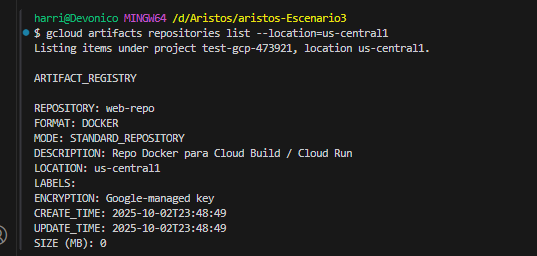 harri@Devonico MINGW64 /d/Aristos/aristos-Escenario3
$ gcloud artifacts repositories list --location=us-central1
Listing items under project test-gcp-473921, location us-central1.
ARTIFACT_REGISTRY
REPOSITORY: web-repo
FORMAT: DOCKER
MODE: STANDARD_REPOSITORY
DESCRIPTION: Repo Docker para Cloud Build / Cloud Run
LOCATION: us-central1
LABELS:
ENCRYPTION: Google-managed key
CREATE_TIME: 2025-10-02T23:48:49
UPDATE_TIME: 2025-10-02T23:48:49
SIZE (MB): 0